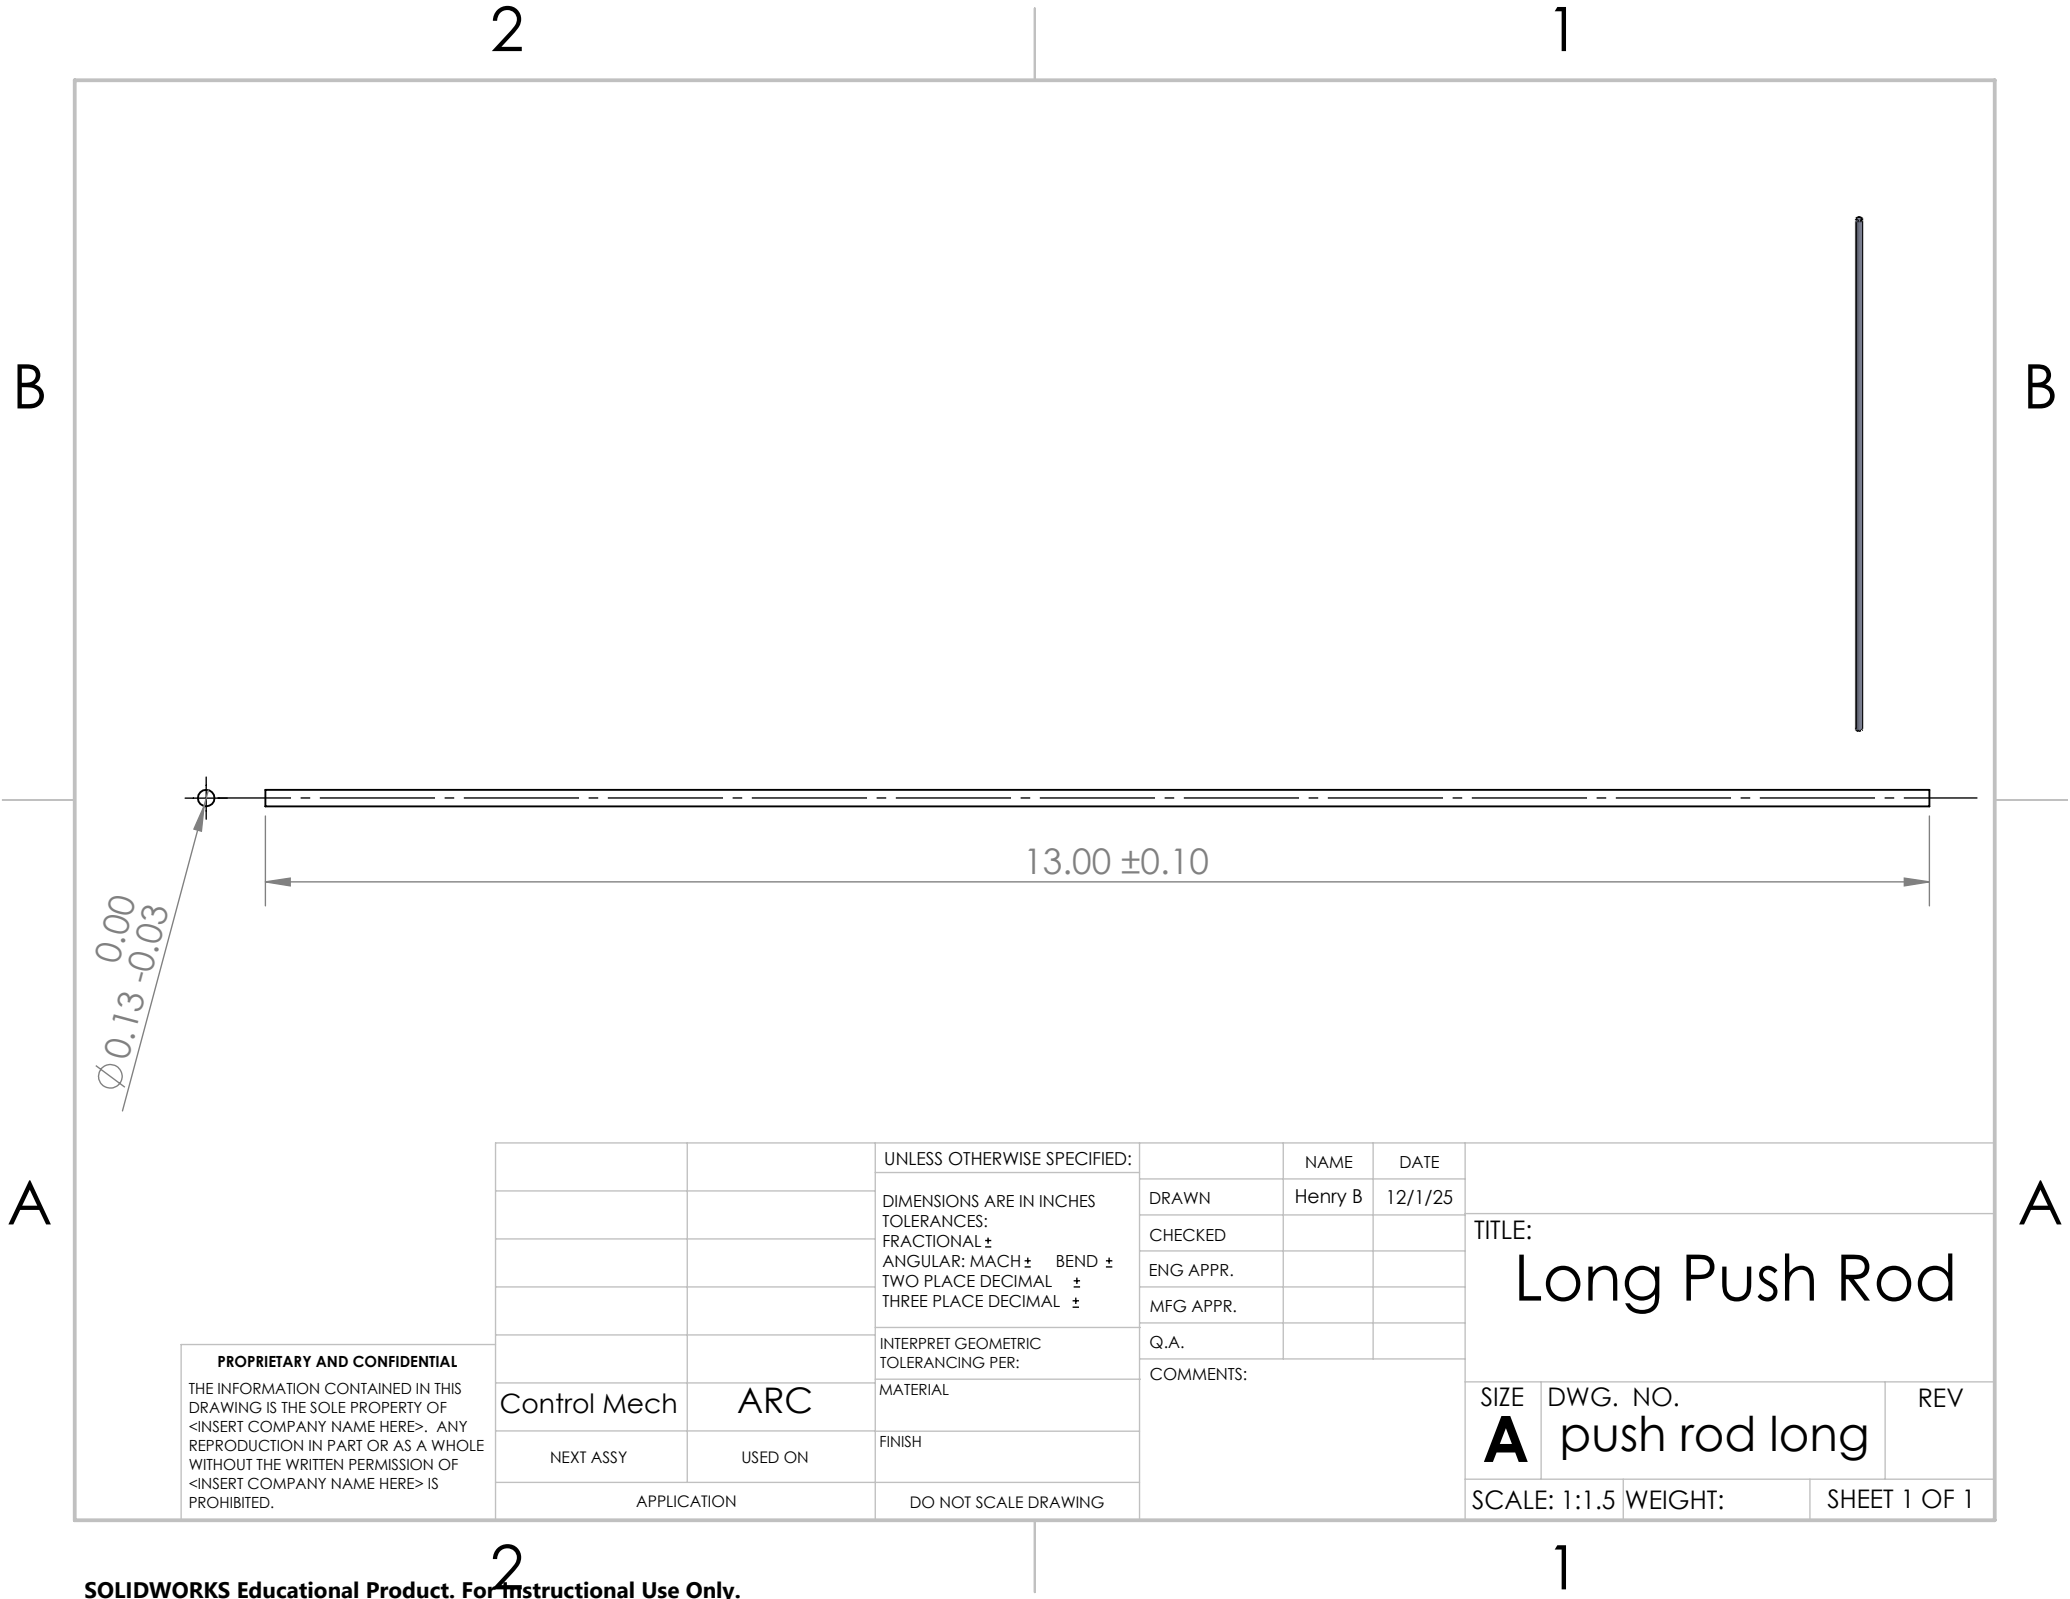 2
1
B
B
13.00 ±0.10
0.00
Ø0.13 -0.03
A
A
UNLESS OTHERWISE SPECIFIED:
DIMENSIONS ARE IN INCHES
TOLERANCES:
FRACTIONAL ±
ANGULAR: MACH ± BEND ±
TWO PLACE DECIMAL ±
THREE PLACE DECIMAL ±
INTERPRET GEOMETRIC
TOLERANCING PER:
MATERIAL
FINISH
DO NOT SCALE DRAWING
NAME DATE
DRAWN Henry B 12/1/25
CHECKED
ENG APPR.
MFG APPR.
Q.A.
COMMENTS:
TITLE:
Long Push Rod
SIZE DWG. NO. REV
A push rod long
SCALE: 1:1.5 WEIGHT: SHEET 1 OF 1
PROPRIETARY AND CONFIDENTIAL
THE INFORMATION CONTAINED IN THIS
DRAWING IS THE SOLE PROPERTY OF
<INSERT COMPANY NAME HERE>. ANY
REPRODUCTION IN PART OR AS A WHOLE
WITHOUT THE WRITTEN PERMISSION OF
<INSERT COMPANY NAME HERE> IS
PROHIBITED.
Control Mech ARC
NEXT ASSY USED ON
APPLICATION
2
1
SOLIDWORKS Educational Product. For Instructional Use Only.